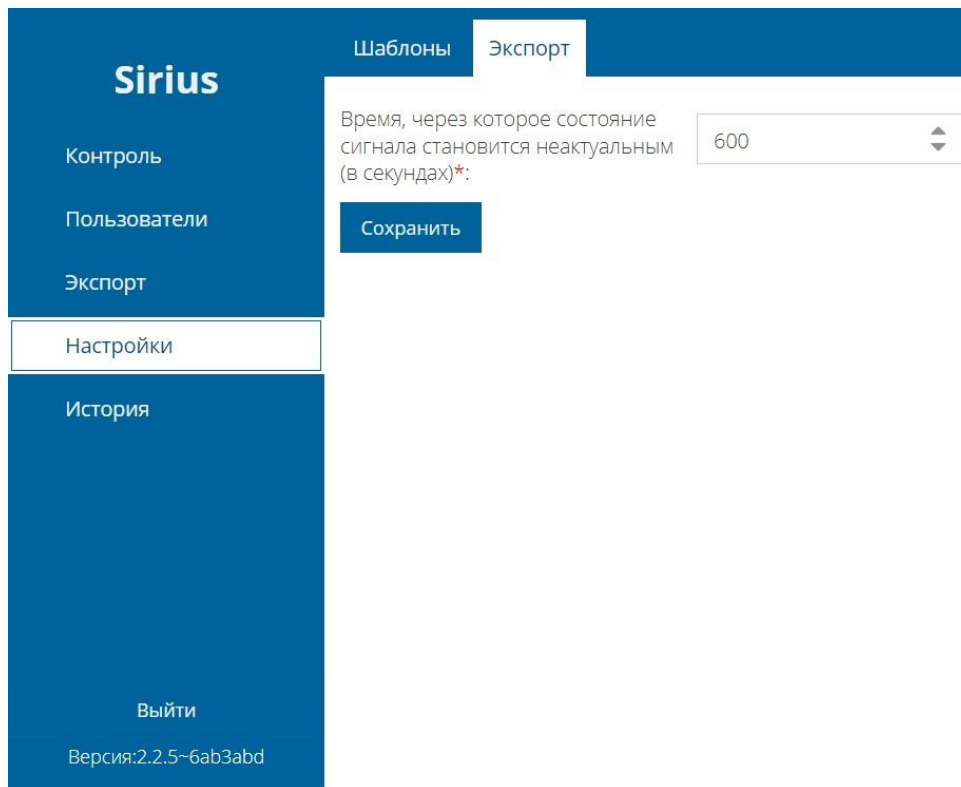 Sirius
Контроль
Пользователи
Экспорт
Настройки
История
Выйти
Версия:2.2.5~6ab3abd
Шаблоны
Экспорт
Время, через которое состояние
сигнала становится неактуальным
(в секундах)*:
600
Сохранить